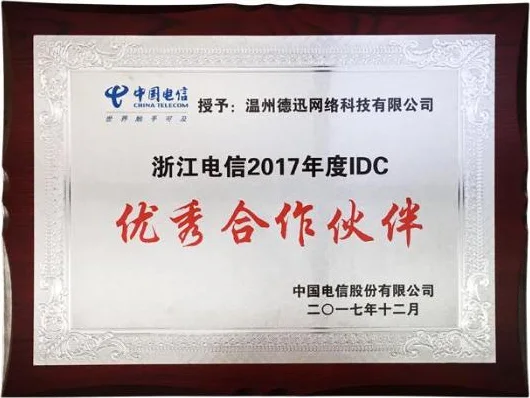 中国电信
CHINA TELECOM
世界触手可及
授予：温州德迅网络科技有限公司
浙江电信2017年度IDC
优秀合作伙伴
中国电信股份有限公司
二〇一七年十二月